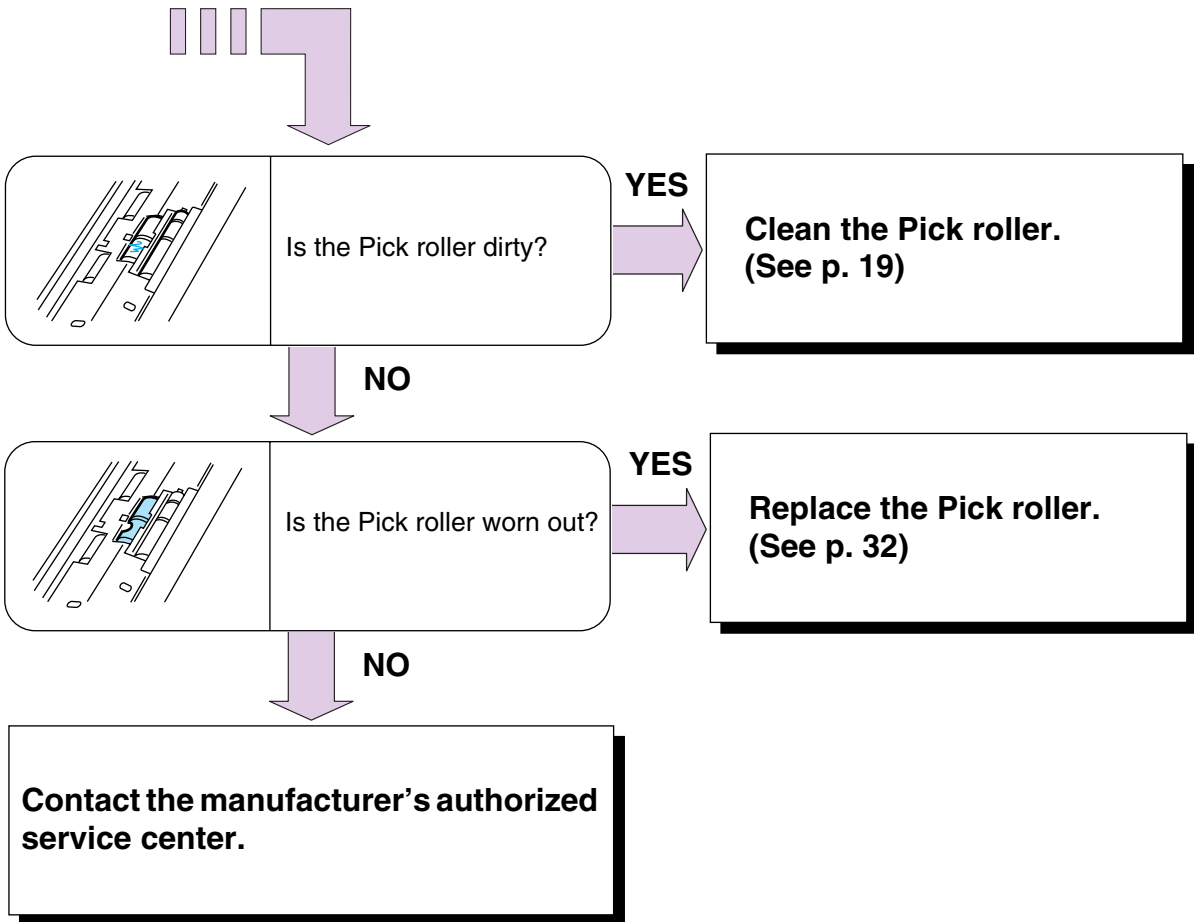 Is the Pick roller dirty?
YES
Clean the Pick roller.
(See p. 19)
NO
Is the Pick roller worn out?
YES
Replace the Pick roller.
(See p. 32)
NO
Contact the manufacturer’s authorized
service center.